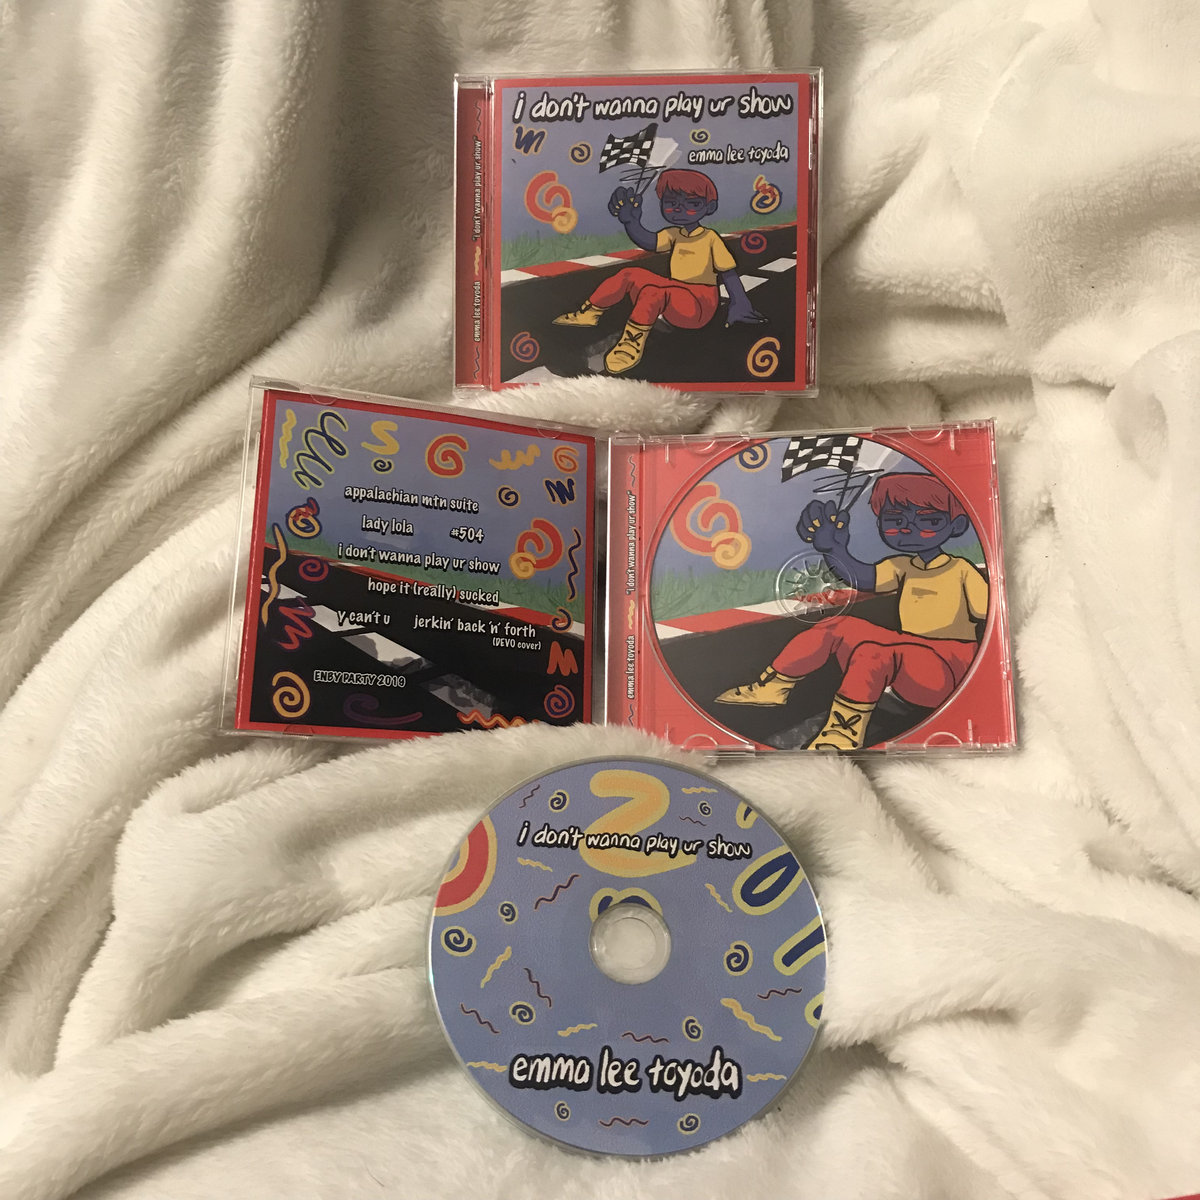 i don't wanna play ur show
emma lee toyoda
emma lee toyoda "i don't wanna play ur show"
appalachian mtn suite
lady lola #504
i don't wanna play ur show
hope it (really) sucked
y can't u jerkin' back 'n' forth
(DEVO cover)
ENBY PARTY 2019
emma lee toyoda "i don't wanna play ur show"
i don't wanna play ur show
emma lee toyoda